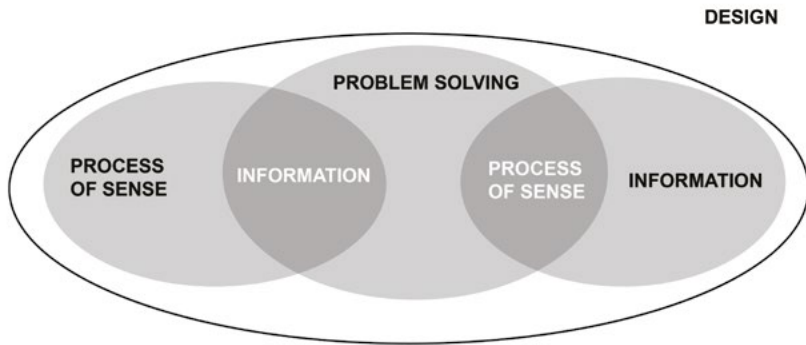 DESIGN
PROBLEM SOLVING
PROCESS
OF SENSE
INFORMATION
PROCESS
OF SENSE
INFORMATION